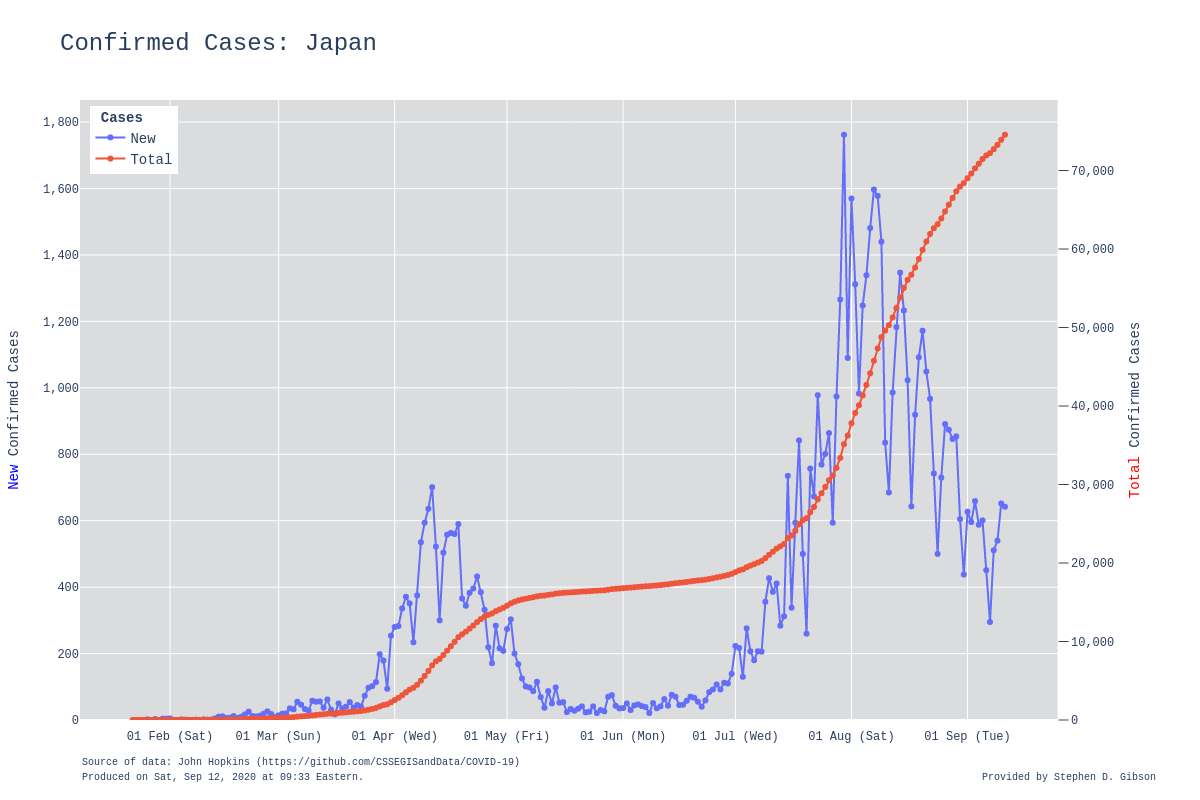 Confirmed Cases: Japan
Cases
New
Total
1,800
1,600
1,400
1,200
1,000
800
600
400
200
0
New Confirmed Cases
70,000
60,000
50,000
40,000
30,000
20,000
10,000
0
Total Confirmed Cases
01 Feb (Sat)
01 Mar (Sun)
01 Apr (Wed)
01 May (Fri)
01 Jun (Mon)
01 Jul (Wed)
01 Aug (Sat)
01 Sep (Tue)
Source of data: John Hopkins (https://github.com/CSSEGISandData/COVID-19)
Produced on Sat, Sep 12, 2020 at 09:33 Eastern.
Provided by Stephen D. Gibson